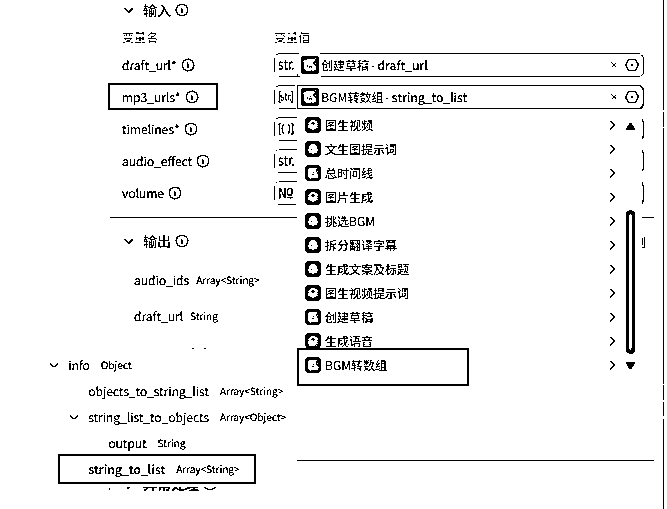 输入
变量名 变量值
draft_url* str. 创建草稿 - draft_url
mp3_urls* [str] BGM转数组 - string_to_list
timelines* [{}] 图生视频
文生图提示词
audio_effect str. 总时间线
图片生成
volume № 挑选BGM
输出 拆分翻译字幕
生成文案及标题
audio_ids Array<String> 图生视频提示词
draft_url String 创建草稿
生成语音
info Object BGM转数组
objects_to_string_list Array<String>
string_list_to_objects Array<Object>
output String
string_to_list Array<String>